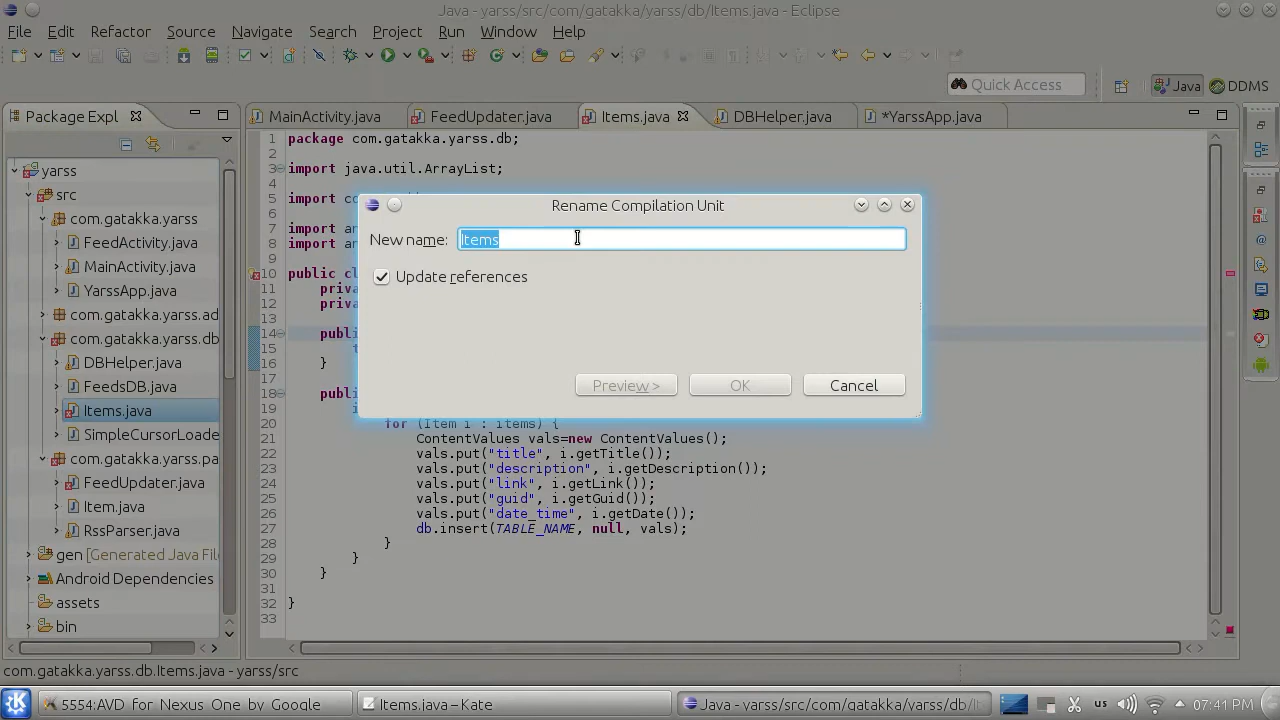 Java - yarss/src/com/gatakka/yarss/db/Items.java - Eclipse
File Edit Refactor Source Navigate Search Project Run Window Help
Quick Access Java DDMS
Package Expl MainActivity.java FeedUpdater.java Items.java DBHelper.java *YarssApp.java
yarss
src
com.gatakka.yarss
FeedActivity.java
MainActivity.java
YarssApp.java
com.gatakka.yarss.ad
com.gatakka.yarss.db
DBHelper.java
FeedsDB.java
Items.java
SimpleCursorLoade
com.gatakka.yarss.pa
FeedUpdater.java
Item.java
RssParser.java
gen [Generated Java File
Android Dependencies
assets
bin
1 package com.gatakka.yarss.db;
2
3 import java.util.ArrayList;
4
5 import co
6
7 import an
8 import an
9
10 public cl
11 priva
12 priva
13
14 publi
15 t
16 }
17
18 publi
19 i
20 for (Item i : items) {
21 ContentValues vals=new ContentValues();
22 vals.put("title", i.getTitle());
23 vals.put("description", i.getDescription());
24 vals.put("link", i.getLink());
25 vals.put("guid", i.getGuid());
26 vals.put("date_time", i.getDate());
27 db.insert(TABLE_NAME, null, vals);
28 }
29 }
30 }
31
32 }
33
Rename Compilation Unit
New name: Items
Update references
Preview > OK Cancel
com.gatakka.yarss.db.Items.java - yarss/src
5554:AVD for Nexus One by Google Items.java – Kate Java - yarss/src/com/gatakka/yarss/db/It us 07:41 PM